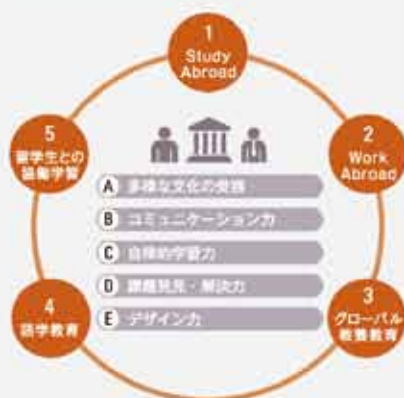 1
Study
Abroad
2
Work
Abroad
3
グローバル
教養教育
4
語学教育
5
留学生との
協働学習
A 多様な文化の受容
B コミュニケーション力
C 自律的学習力
D 課題発見・解決力
E デザイン力